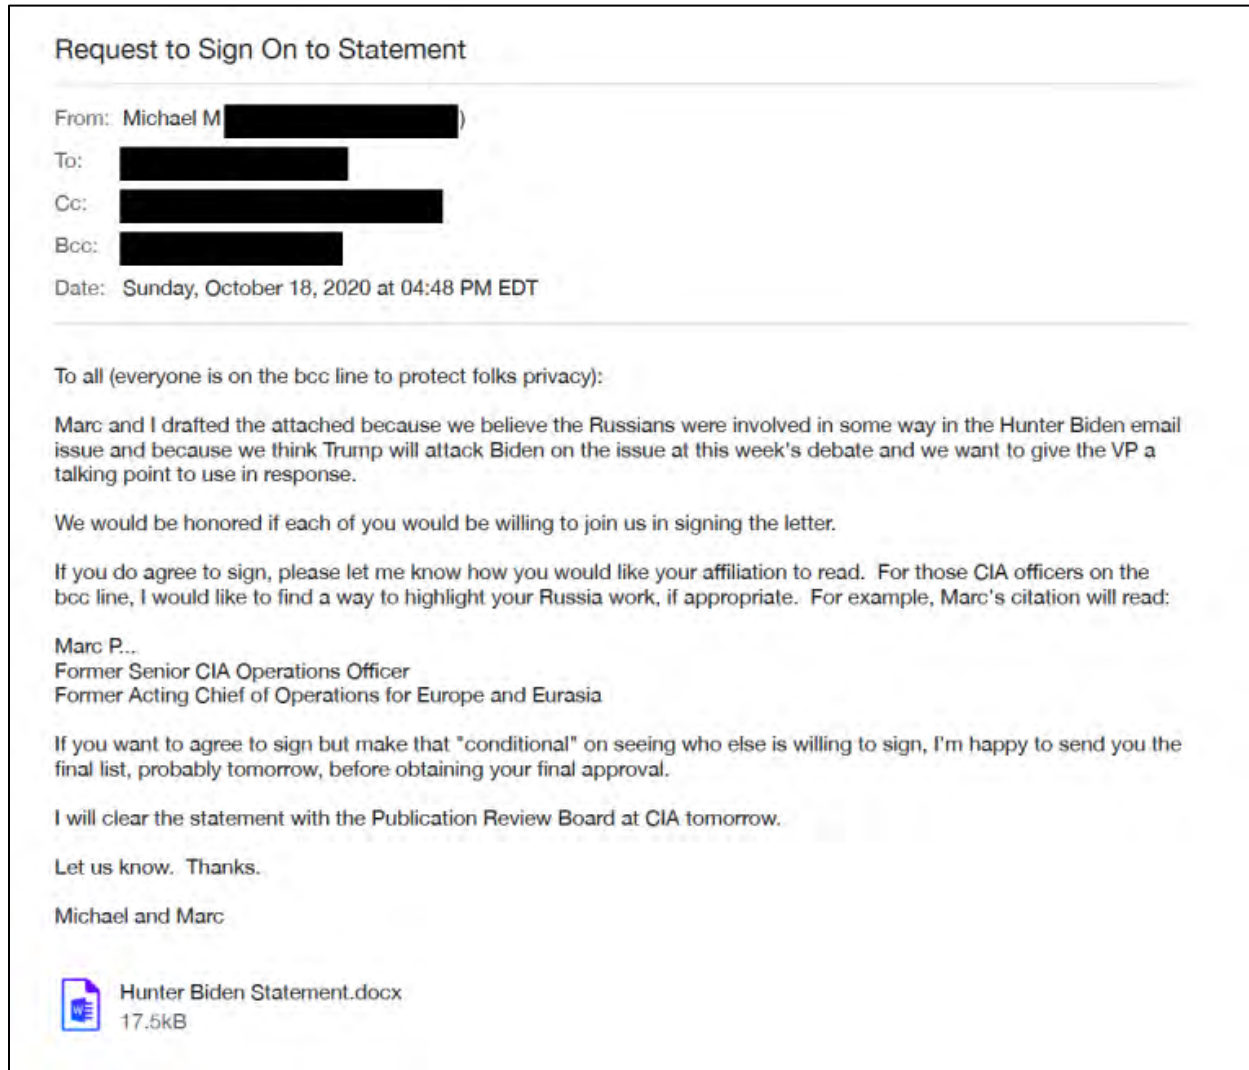 Request to Sign On to Statement
From: Michael M )
To:
Cc:
Bcc:
Date: Sunday, October 18, 2020 at 04:48 PM EDT
To all (everyone is on the bcc line to protect folks privacy):
Marc and I drafted the attached because we believe the Russians were involved in some way in the Hunter Biden email
issue and because we think Trump will attack Biden on the issue at this week's debate and we want to give the VP a
talking point to use in response.
We would be honored if each of you would be willing to join us in signing the letter.
If you do agree to sign, please let me know how you would like your affiliation to read.  For those CIA officers on the
bcc line, I would like to find a way to highlight your Russia work, if appropriate.  For example, Marc's citation will read:
Marc P...
Former Senior CIA Operations Officer
Former Acting Chief of Operations for Europe and Eurasia
If you want to agree to sign but make that "conditional" on seeing who else is willing to sign, I'm happy to send you the
final list, probably tomorrow, before obtaining your final approval.
I will clear the statement with the Publication Review Board at CIA tomorrow.
Let us know.  Thanks.
Michael and Marc
Hunter Biden Statement.docx
17.5kB